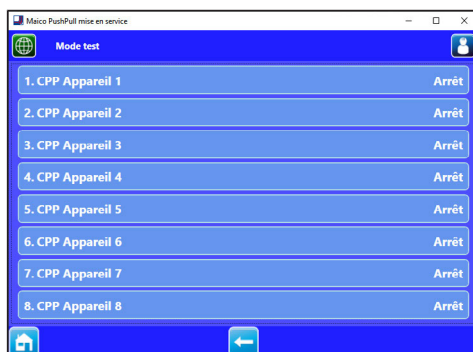 Maico PushPull mise en service
Mode test
1. CPP Appareil 1 Arrêt
2. CPP Appareil 2 Arrêt
3. CPP Appareil 3 Arrêt
4. CPP Appareil 4 Arrêt
5. CPP Appareil 5 Arrêt
6. CPP Appareil 6 Arrêt
7. CPP Appareil 7 Arrêt
8. CPP Appareil 8 Arrêt